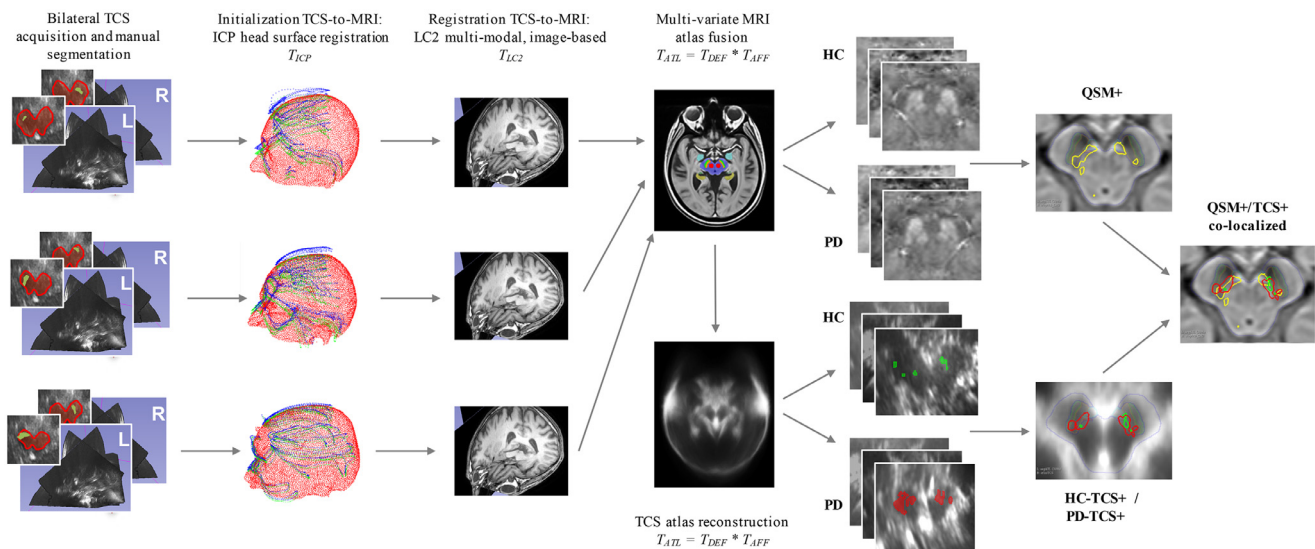 Bilateral TCS
acquisition and manual
segmentation
Initialization TCS-to-MRI:
ICP head surface registration
T_ICP
Registration TCS-to-MRI:
LC2 multi-modal, image-based
T_LC2
Multi-variate MRI
atlas fusion
T_ATL = T_DEF * T_AFF
HC
PD
QSM+
QSM+/TCS+
co-localized
R
L
R
L
R
L
HC
PD
HC-TCS+ /
PD-TCS+
TCS atlas reconstruction
T_ATL = T_DEF * T_AFF